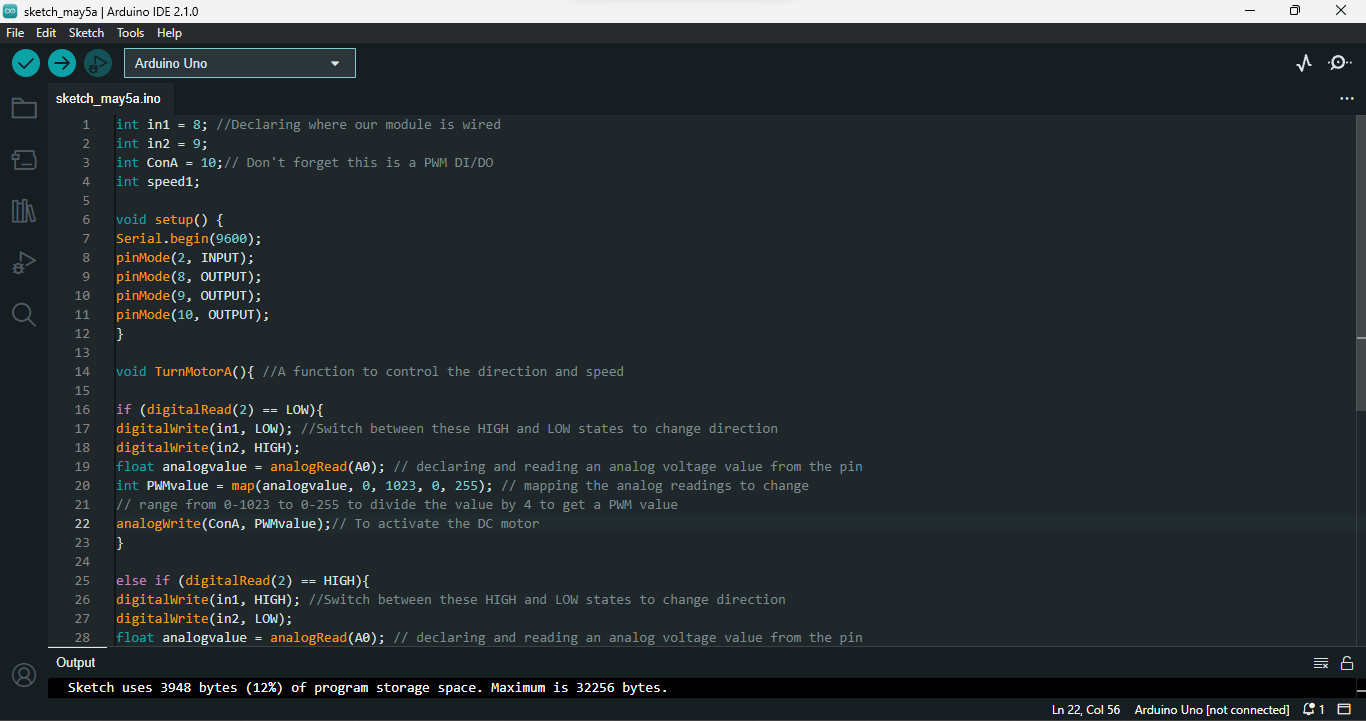 sketch_may5a | Arduino IDE 2.1.0
File Edit Sketch Tools Help
Arduino Uno
sketch_may5a.ino
1 int in1 = 8; //Declaring where our module is wired
2 int in2 = 9;
3 int ConA = 10;// Don't forget this is a PWM DI/DO
4 int speed1;
5
6 void setup() {
7 Serial.begin(9600);
8 pinMode(2, INPUT);
9 pinMode(8, OUTPUT);
10 pinMode(9, OUTPUT);
11 pinMode(10, OUTPUT);
12 }
13
14 void TurnMotorA(){ //A function to control the direction and speed
15
16 if (digitalRead(2) == LOW){
17 digitalWrite(in1, LOW); //Switch between these HIGH and LOW states to change direction
18 digitalWrite(in2, HIGH);
19 float analogvalue = analogRead(A0); // declaring and reading an analog voltage value from the pin
20 int PWMvalue = map(analogvalue, 0, 1023, 0, 255); // mapping the analog readings to change
21 // range from 0-1023 to 0-255 to divide the value by 4 to get a PWM value
22 analogWrite(ConA, PWMvalue);// To activate the DC motor
23 }
24
25 else if (digitalRead(2) == HIGH){
26 digitalWrite(in1, HIGH); //Switch between these HIGH and LOW states to change direction
27 digitalWrite(in2, LOW);
28 float analogvalue = analogRead(A0); // declaring and reading an analog voltage value from the pin
Output
Sketch uses 3948 bytes (12%) of program storage space. Maximum is 32256 bytes.
Ln 22, Col 56 Arduino Uno [not connected] 1